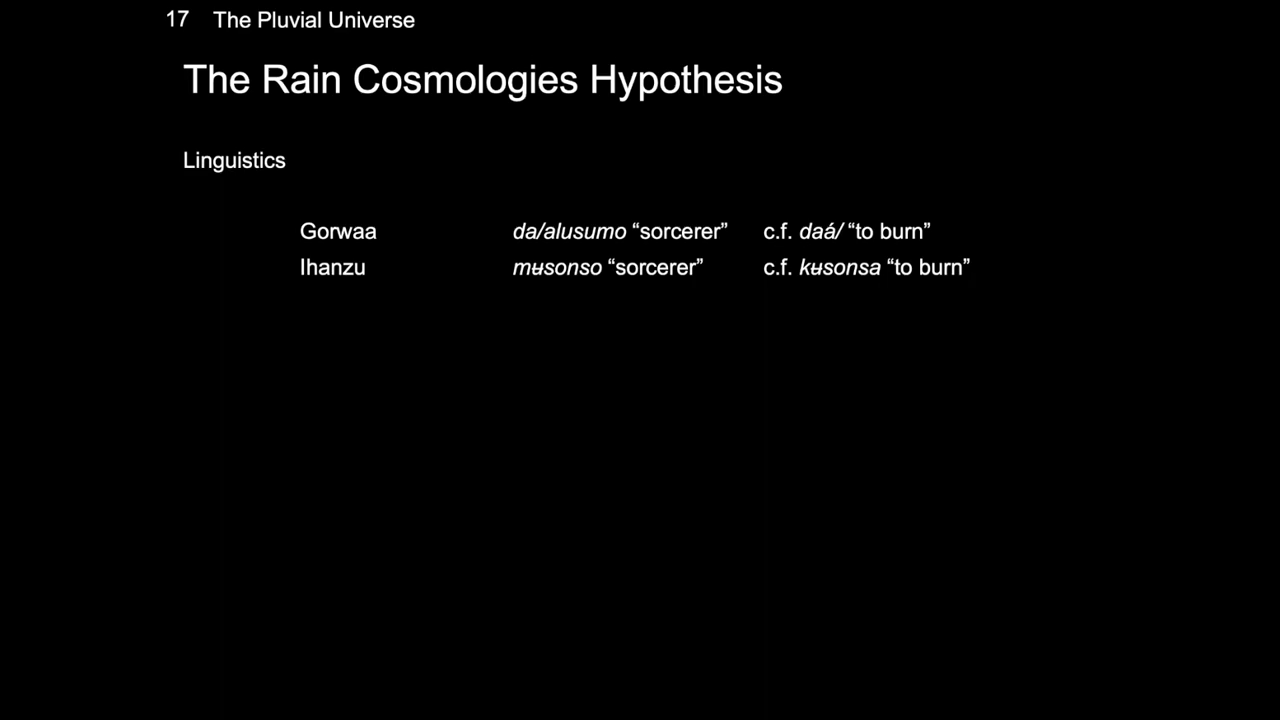 17 The Pluvial Universe
The Rain Cosmologies Hypothesis
Linguistics
Gorwaa da/alusumo “sorcerer” c.f. daá/ “to burn”
Ihanzu mʉsonso “sorcerer” c.f. kʉsonsa “to burn”